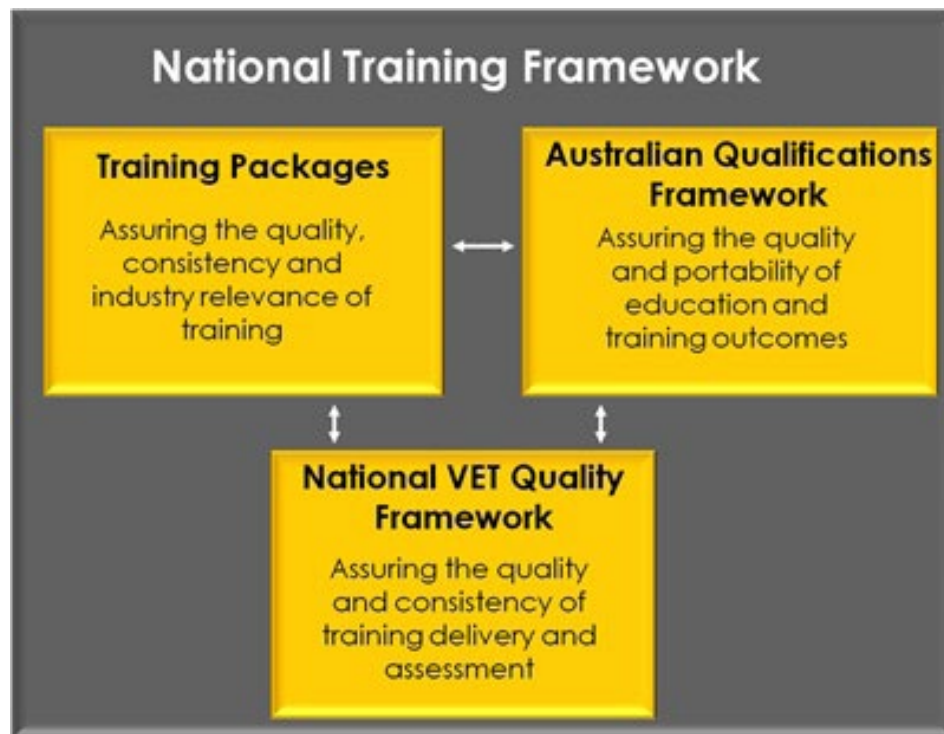 National Training Framework
Training Packages
Assuring the quality,
consistency and
industry relevance of
training
Australian Qualifications
Framework
Assuring the quality
and portability of
education and
training outcomes
National VET Quality
Framework
Assuring the quality
and consistency of
training delivery and
assessment